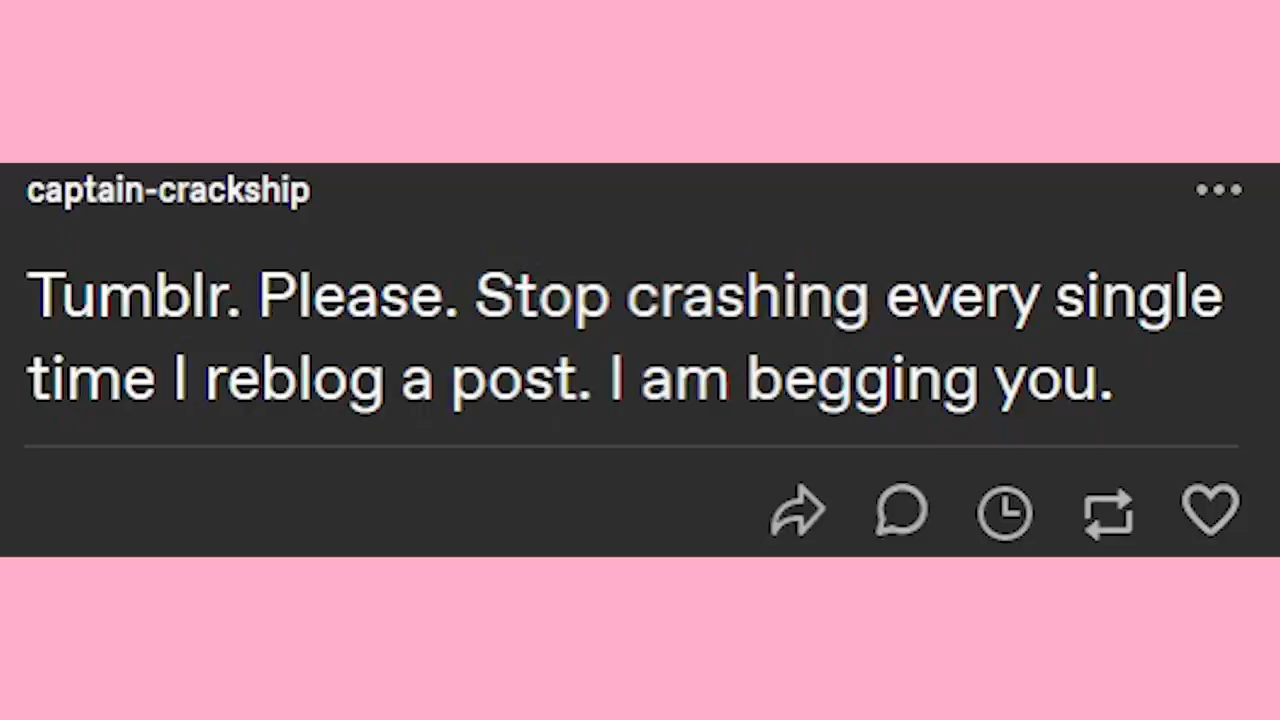 captain-crackship
Tumblr. Please. Stop crashing every single
time I reblog a post. I am begging you.